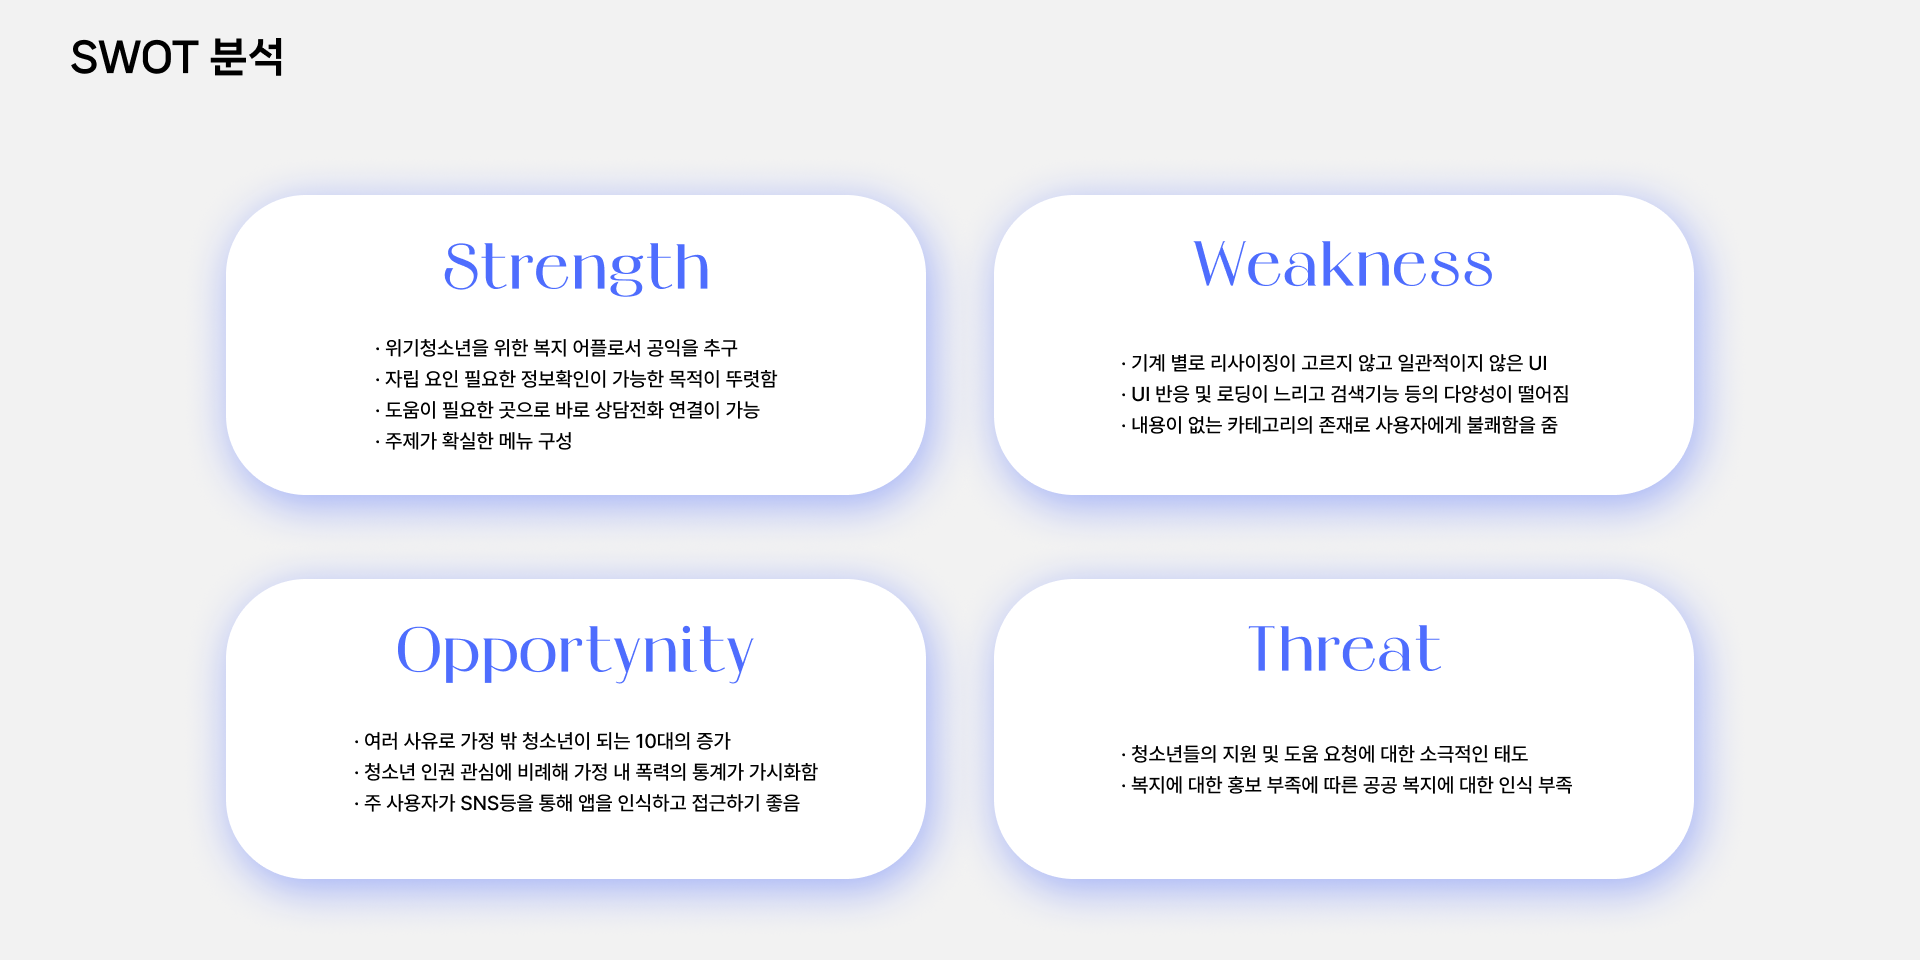 SWOT 분석
Strength
· 위기청소년을 위한 복지 어플로서 공익을 추구
· 자립 요인 필요한 정보확인이 가능한 목적이 뚜렷함
· 도움이 필요한 곳으로 바로 상담전화 연결이 가능
· 주제가 확실한 메뉴 구성
Weakness
· 기계 별로 리사이징이 고르지 않고 일관적이지 않은 UI
· UI 반응 및 로딩이 느리고 검색기능 등의 다양성이 떨어짐
· 내용이 없는 카테고리의 존재로 사용자에게 불쾌함을 줌
Opportynity
· 여러 사유로 가정 밖 청소년이 되는 10대의 증가
· 청소년 인권 관심에 비례해 가정 내 폭력의 통계가 가시화함
· 주 사용자가 SNS등을 통해 앱을 인식하고 접근하기 좋음
Threat
· 청소년들의 지원 및 도움 요청에 대한 소극적인 태도
· 복지에 대한 홍보 부족에 따른 공공 복지에 대한 인식 부족